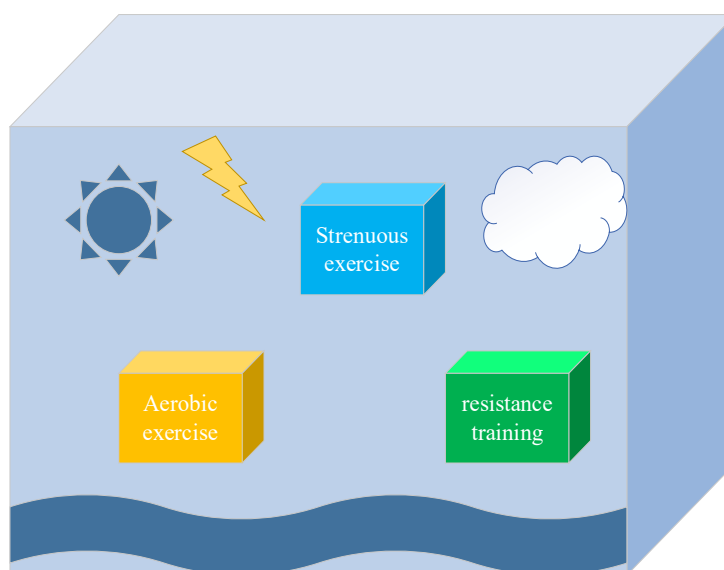 Strenuous
exercise
Aerobic
exercise
resistance
training